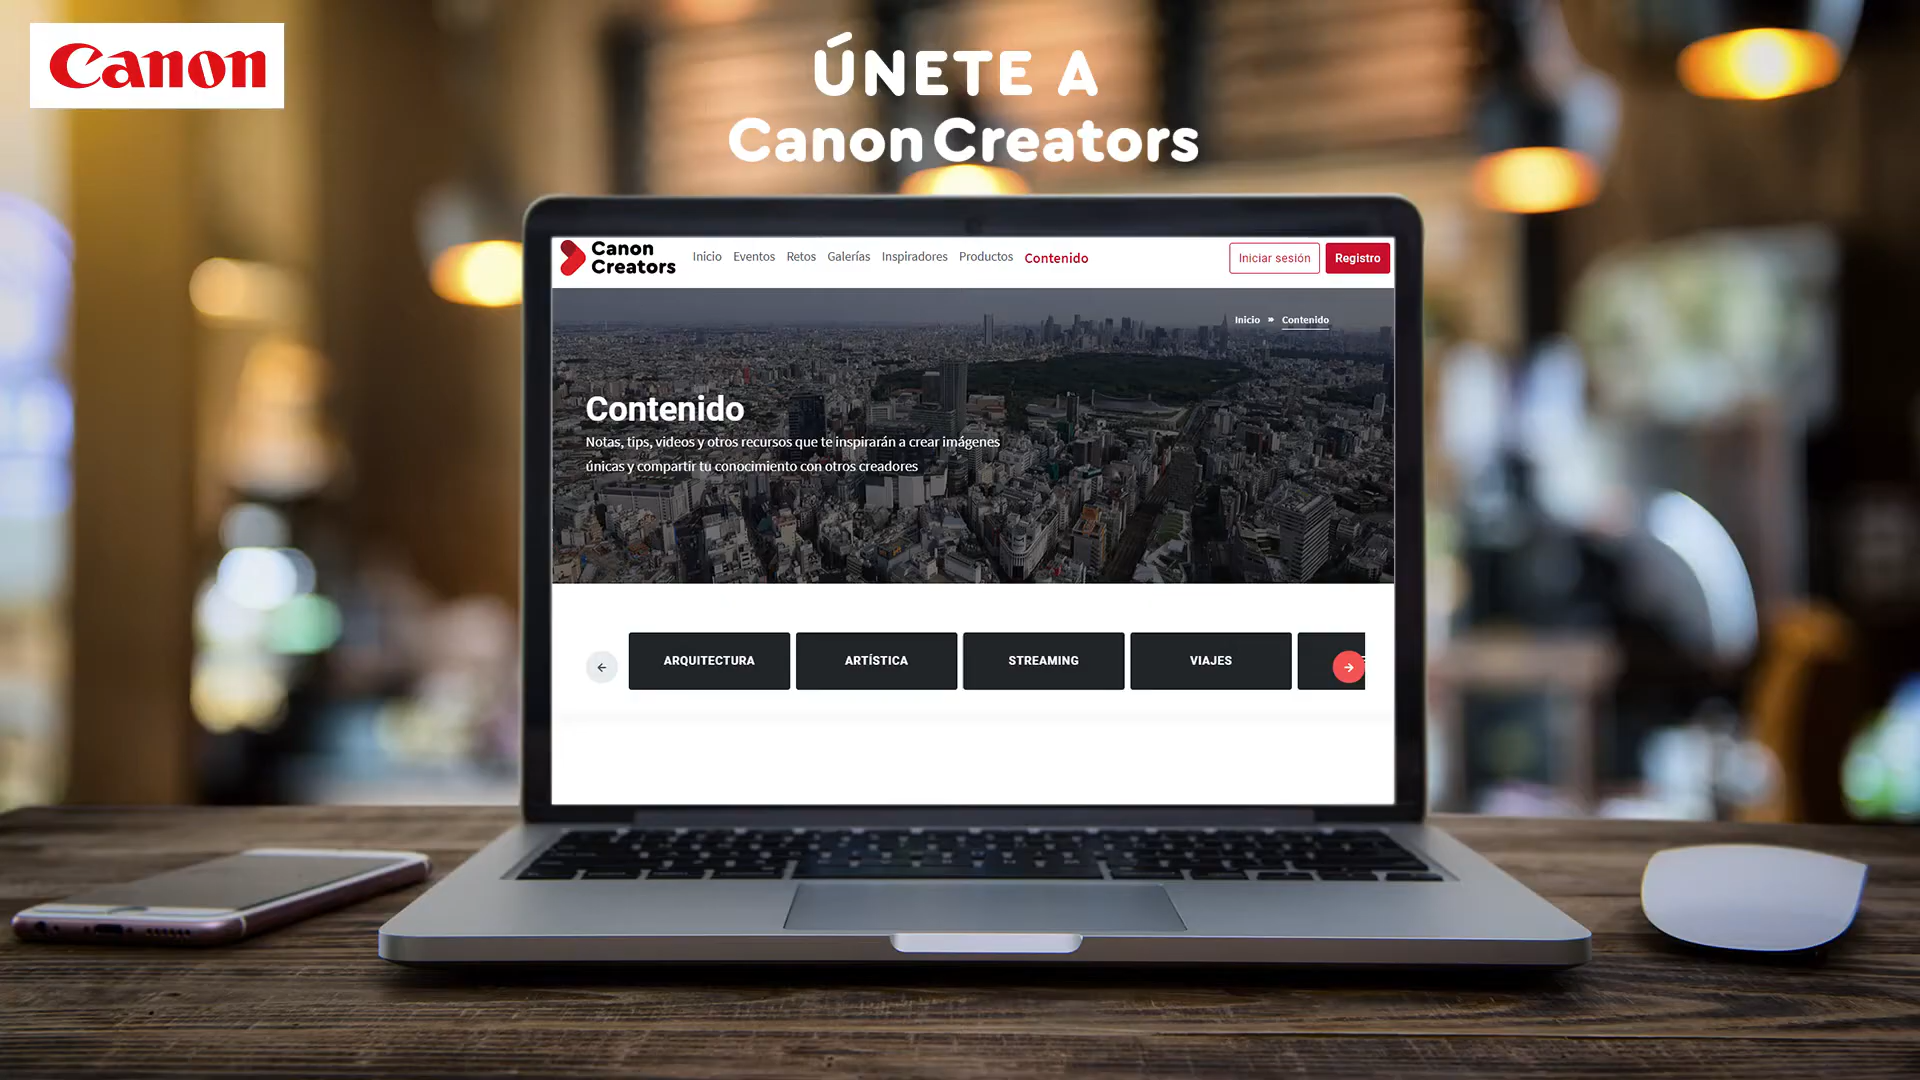 Canon
ÚNETE A
Canon Creators
Canon
Creators
Inicio Eventos Retos Galerías Inspiradores Productos Contenido
Iniciar sesión Registro
Inicio » Contenido
Contenido
Notas, tips, videos y otros recursos que te inspirarán a crear imágenes
únicas y compartir tu conocimiento con otros creadores
ARQUITECTURA ARTÍSTICA STREAMING VIAJES